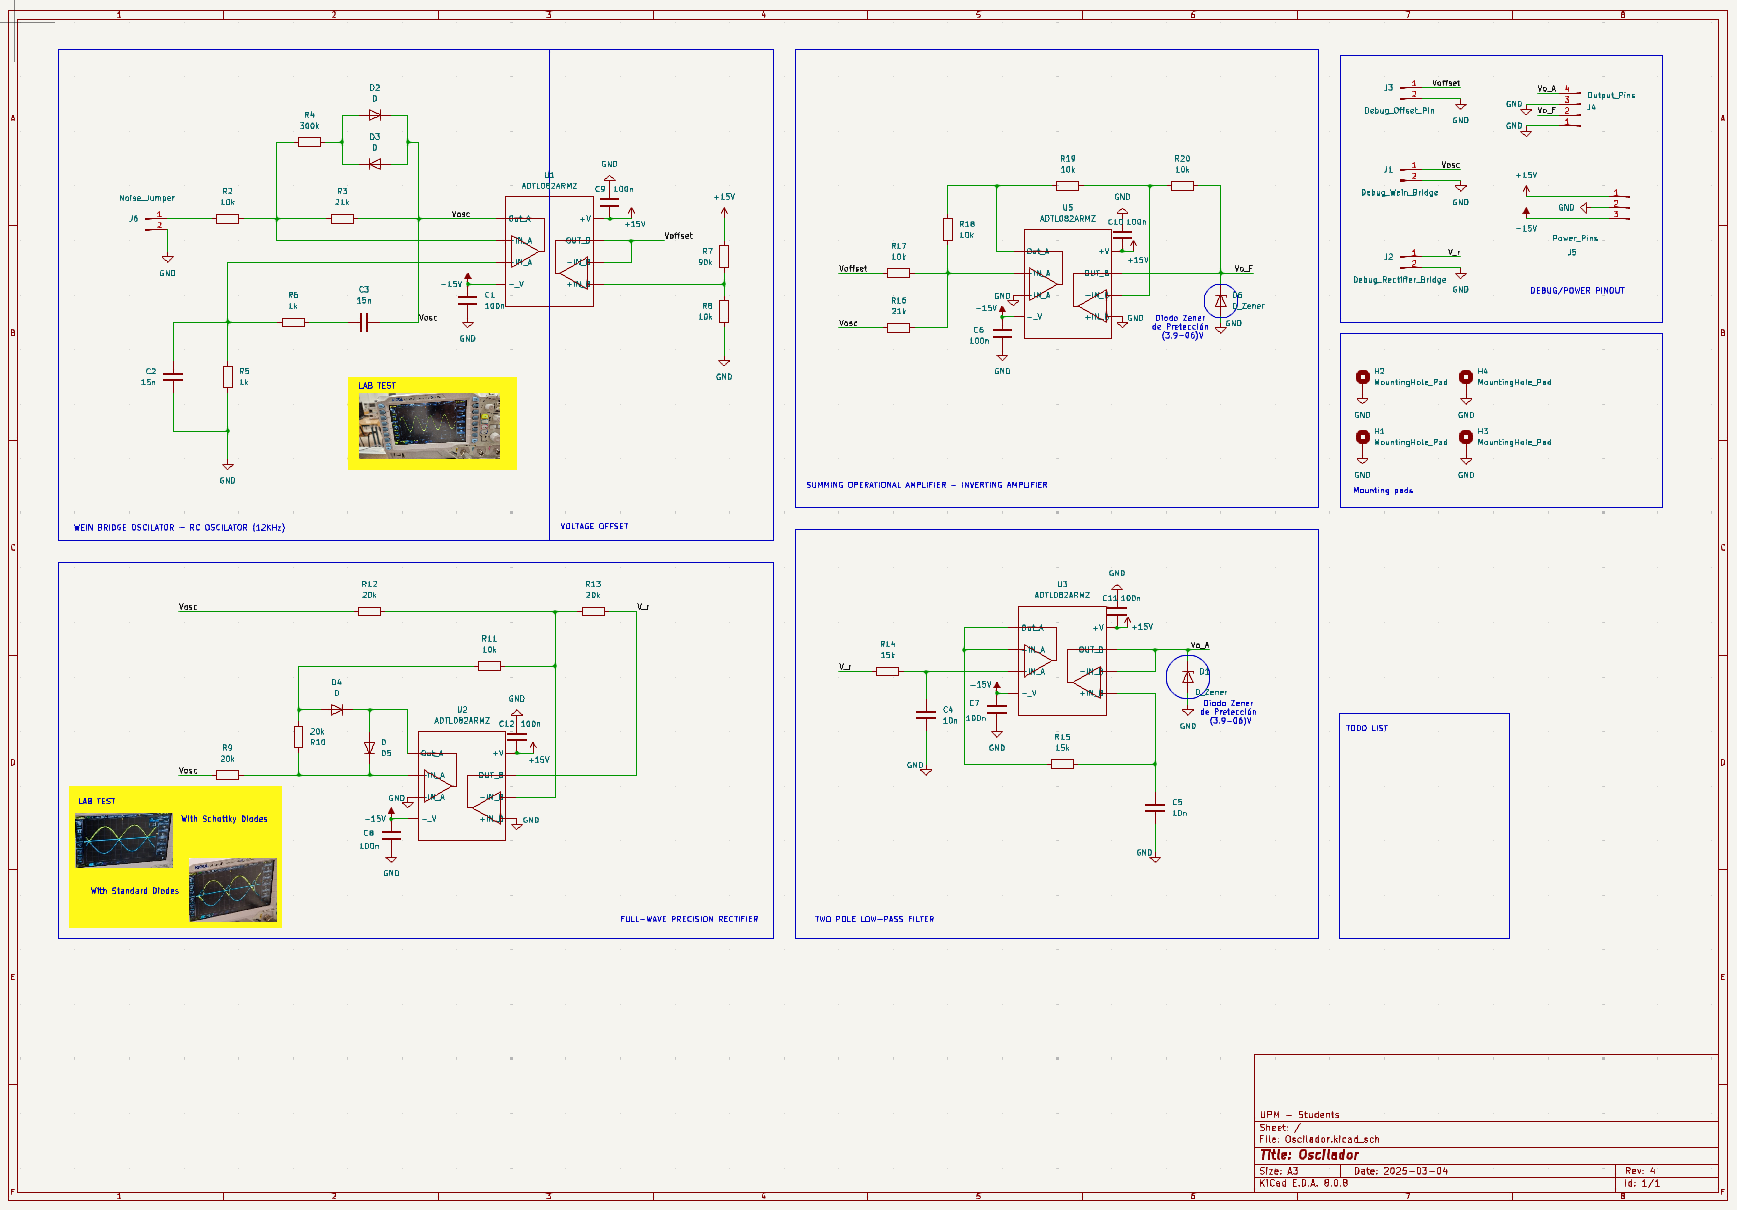 1 2 3 4 5 6 7 8
A
B
C
D
E
F
D2
D
R4
300k
D3
D
Noise_Jumper
J6
1
2
GND
R2
10k
R3
21k
Vosc
U1
ADTL082ARMZ
Out_A
-IN_A
+IN_A
-_V
+V
OUT_B
-IN_B
+IN_B
GND
C9 100n
+15V
Voffset
+15V
R7
90k
R8
10k
GND
-15V
C1
100n
GND
R6
1k
C3
15n
Vosc
C2
15n
R5
1k
GND
LAB TEST
WEIN BRIDGE OSCILATOR - RC OSCILATOR (12KHz)
VOLTAGE OFFSET
R19
10k
R20
10k
GND
U5
ADTL082ARMZ
C10 100n
+15V
R18
10k
R17
10k
Voffset
R16
21k
Vosc
Out_A
-IN_A
+IN_A
-_V
+V
OUT_B
-IN_B
+IN_B
GND
-15V
C6
100n
GND
GND
Vo_F
D6
D_Zener
GND
Diodo Zener
de Pretección
(3.9-06)V
SUMMING OPERATIONAL AMPLIFIER - INVERTING AMPLIFIER
J3
1
2
Voffset
GND
Debug_Offset_Pin
Vo_A 4
GND 3
Vo_F 2
GND 1
Output_Pins
J4
J1
1
2
Vosc
GND
Debug_Wein_Bridge
+15V
GND
-15V
1
2
3
Power_Pins
J5
J2
1
2
V_r
GND
Debug_Rectifier_Bridge
DEBUG/POWER PINOUT
H2
MountingHole_Pad
GND
H4
MountingHole_Pad
GND
H1
MountingHole_Pad
GND
H3
MountingHole_Pad
GND
Mounting pads
Vosc
R12
20k
R13
20k
V_r
R11
10k
D4
D
20k
R10
D
D5
Vosc
R9
20k
U2
ADTL082ARMZ
GND
C12 100n
+15V
Out_A
-IN_A
+IN_A
-_V
+V
OUT_B
-IN_B
+IN_B
GND
-15V
C8
100n
GND
GND
LAB TEST
With Schottky Diodes
With Standard Diodes
FULL-WAVE PRECISION RECTIFIER
U3
ADTL082ARMZ
GND
C11 100n
+15V
Out_A
-IN_A
+IN_A
-_V
+V
OUT_B
-IN_B
+IN_B
V_r
R14
15k
C4
10n
GND
-15V
C7
100n
GND
R15
15k
C5
10n
GND
Vo_A
D1
D_Zener
GND
Diodo Zener
de Pretección
(3.9-06)V
TWO POLE LOW-PASS FILTER
TODO LIST
UPM - Students
Sheet: /
File: Oscilador.kicad_sch
Title: Oscilador
Size: A3
Date: 2025-03-04
Rev: 4
KiCad E.D.A. 8.0.8
Id: 1/1
1 2 3 4 5 6 7 8